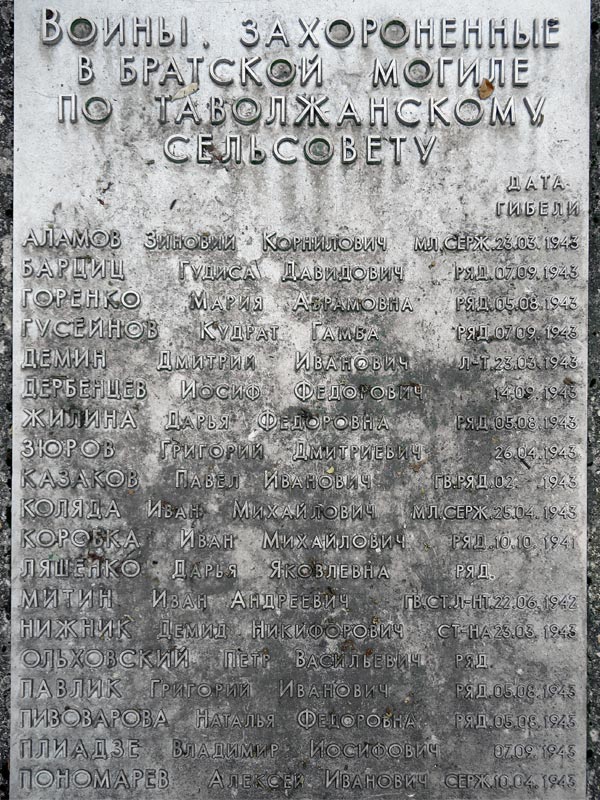 ВОИНЫ, ЗАХОРОНЕННЫЕ
В БРАТСКОЙ МОГИЛЕ
ПО ТАВОЛЖАНСКОМУ
СЕЛЬСОВЕТУ
ДАТА
ГИБЕЛИ
АЛАМОВ ЗИНОВИЙ КОРНИЛОВИЧ МЛ.СЕРЖ.23.03.1943
БАРЦИЦ ГУДИСА ДАВИДОВИЧ РЯД.07.09.1943
ГОРЕНКО МАРИЯ АБРАМОВНА РЯД.05.08.1943
ГУСЕЙНОВ КУДРАТ ГАМБА РЯД.07.09.1943
ДЕМИН ДМИТРИЙ ИВАНОВИЧ Л-Т.23.03.1943
ДЕРБЕНЦЕВ ИОСИФ ФЕДОРОВИЧ 14.09.1943
ЖИЛИНА ДАРЬЯ ФЕДОРОВНА РЯД.05.08.1943
ЗЮРОВ ГРИГОРИЙ ДМИТРИЕВИЧ 26.04.1943
КАЗАКОВ ПАВЕЛ ИВАНОВИЧ ГВ.РЯД.02. 1943
КОЛЯДА ИВАН МИХАЙЛОВИЧ МЛ.СЕРЖ.25.04.1943
КОРОБКА ИВАН МИХАЙЛОВИЧ РЯД.10.10.1941
ЛЯШЕНКО ДАРЬЯ ЯКОВЛЕВНА РЯД.
МИТИН ИВАН АНДРЕЕВИЧ ГВ.СТ.Л-НТ.22.06.1942
НИЖНИК ДЕМИД НИКИФОРОВИЧ СТ-НА23.03.1943
ОЛЬХОВСКИЙ ПЕТР ВАСИЛЬЕВИЧ РЯД.
ПАВЛИК ГРИГОРИЙ ИВАНОВИЧ РЯД.05.08.1943
ПИВОВАРОВА НАТАЛЬЯ ФЕДОРОВНА РЯД.05.08.1943
ПЛИАДЗЕ ВЛАДИМИР ИОСИФОВИЧ 07.09.1943
ПОНОМАРЕВ АЛЕКСЕЙ ИВАНОВИЧ СЕРЖ.10.04.1943